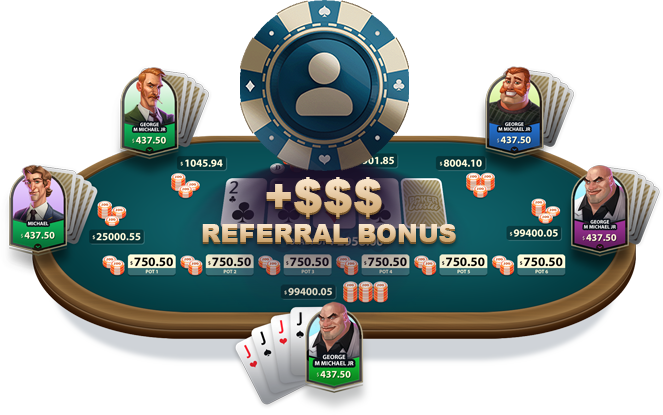 GEORGE
M MICHAEL JR
$ 437.50
GEORGE
M MICHAEL JR
$ 437.50
$1045.94
001.85
$8004.10
MICHAEL
$ 437.50
2
+$$$
GEORGE
M MICHAEL JR
$ 437.50
$25000.55
REFERRAL BONUS
$99400.05
$750.50
POT 1
$750.50
POT 2
$750.50
POT 3
$750.50
POT 4
$750.50
POT 5
$750.50
POT 6
$99400.05
J
J
J
J
GEORGE
M MICHAEL JR
$ 437.50